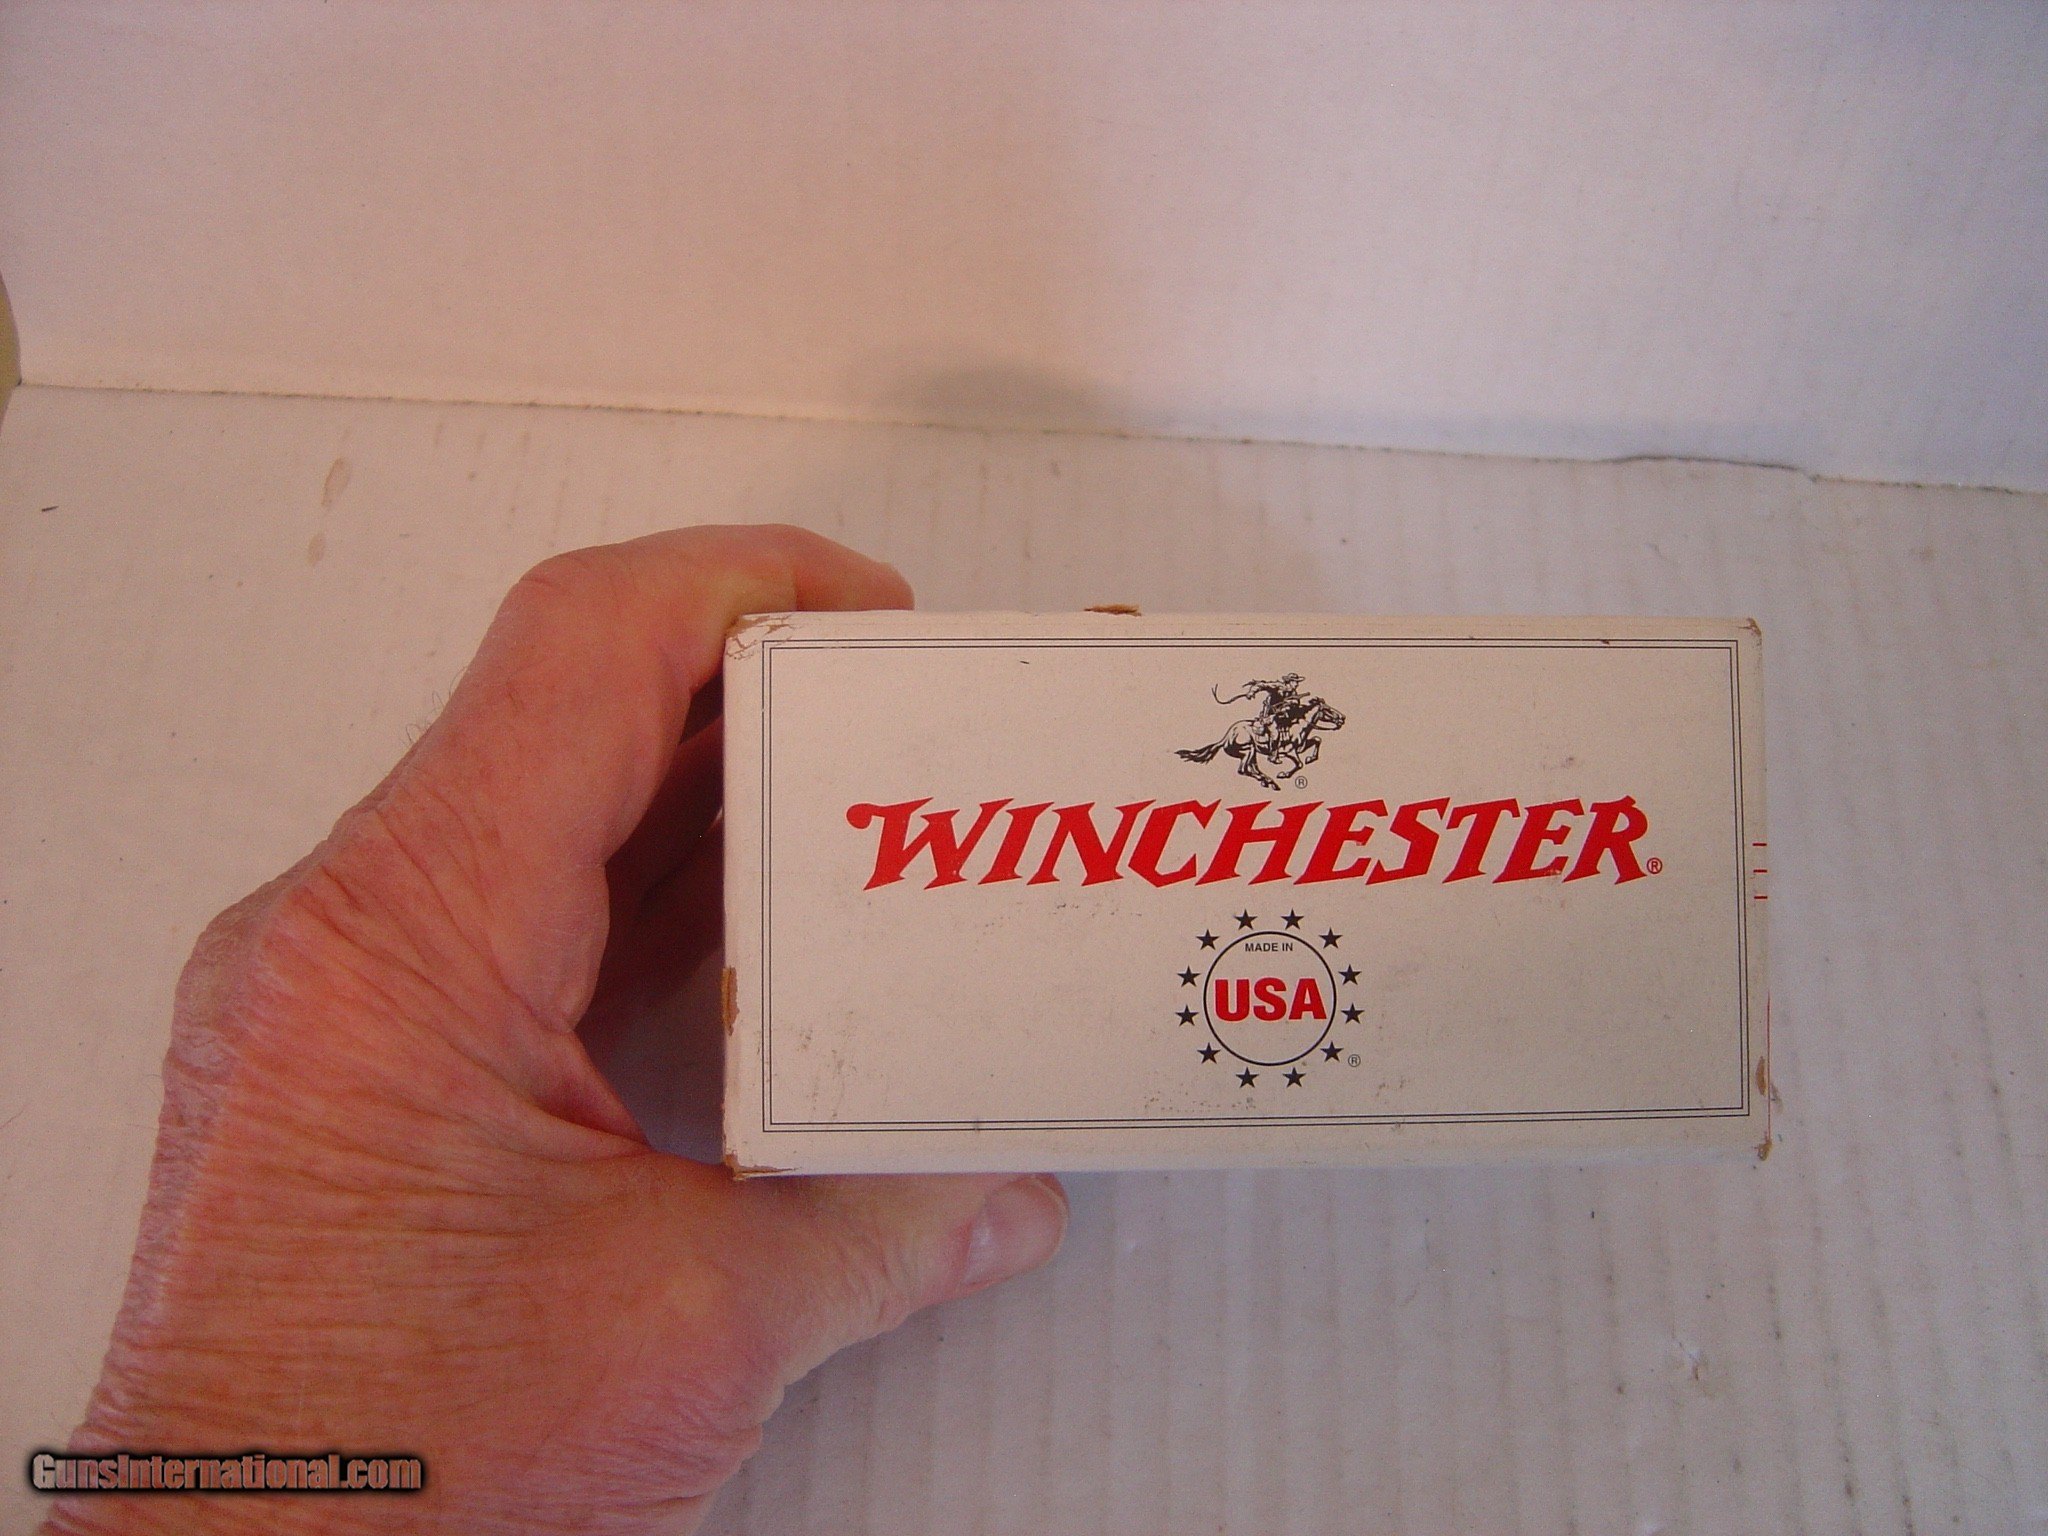 ®
WINCHESTER®
MADE IN
USA
®
GunsInternational.com